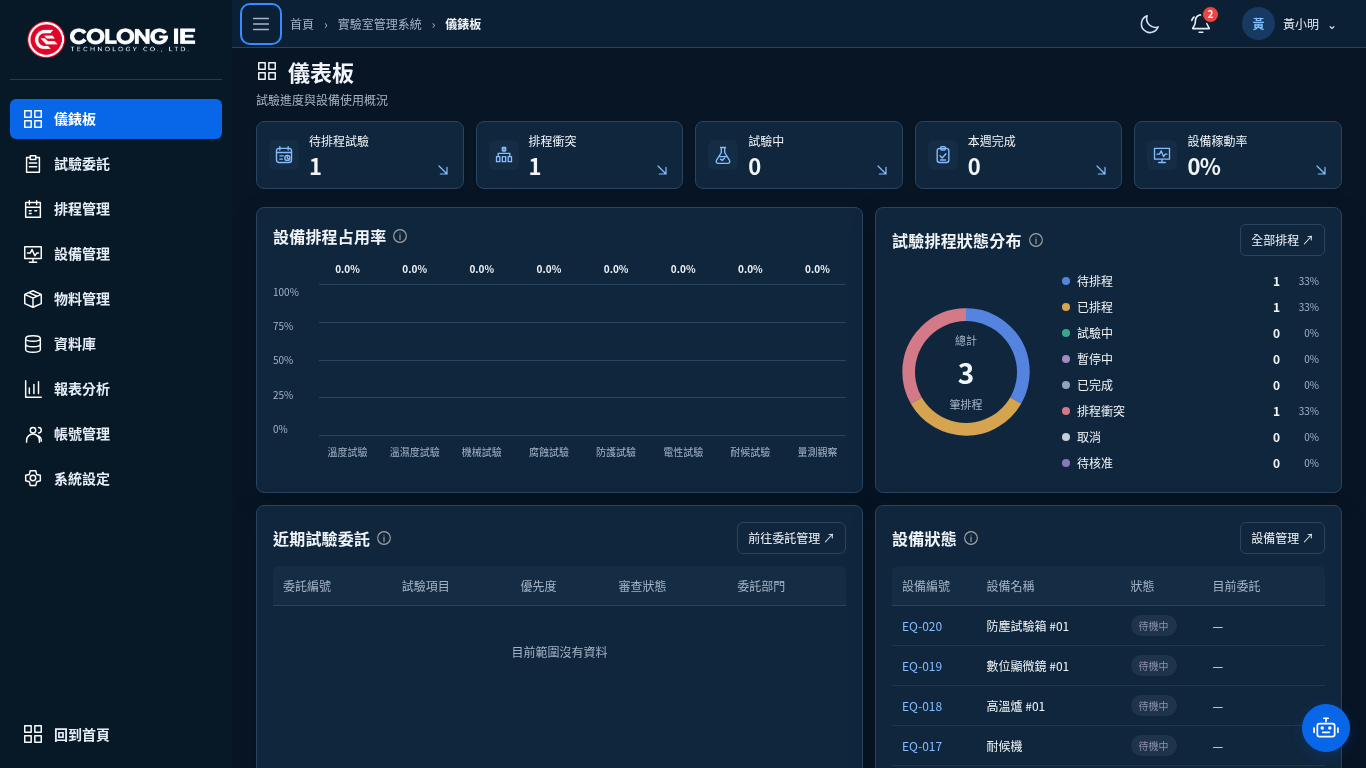 COLONG IE
TECHNOLOGY CO., LTD.
儀錶板
試驗委託
排程管理
設備管理
物料管理
資料庫
報表分析
帳號管理
系統設定
回到首頁
首頁 › 實驗室管理系統 › 儀錶板
2
黃 黃小明
儀表板
試驗進度與設備使用概況
待排程試驗
1
排程衝突
1
試驗中
0
本週完成
0
設備稼動率
0%
設備排程占用率
0.0% 0.0% 0.0% 0.0% 0.0% 0.0% 0.0% 0.0%
100%
75%
50%
25%
0%
溫度試驗 溫濕度試驗 機械試驗 腐蝕試驗 防護試驗 電性試驗 耐候試驗 量測觀察
試驗排程狀態分布
全部排程 ↗
總計
3
筆排程
待排程 1 33%
已排程 1 33%
試驗中 0 0%
暫停中 0 0%
已完成 0 0%
排程衝突 1 33%
取消 0 0%
待核准 0 0%
近期試驗委託
前往委託管理 ↗
委託編號 試驗項目 優先度 審查狀態 委託部門
目前範圍沒有資料
設備狀態
設備管理 ↗
設備編號 設備名稱 狀態 目前委託
EQ-020 防塵試驗箱 #01 待機中 —
EQ-019 數位顯微鏡 #01 待機中 —
EQ-018 高溫爐 #01 待機中 —
EQ-017 耐候機 待機中 —